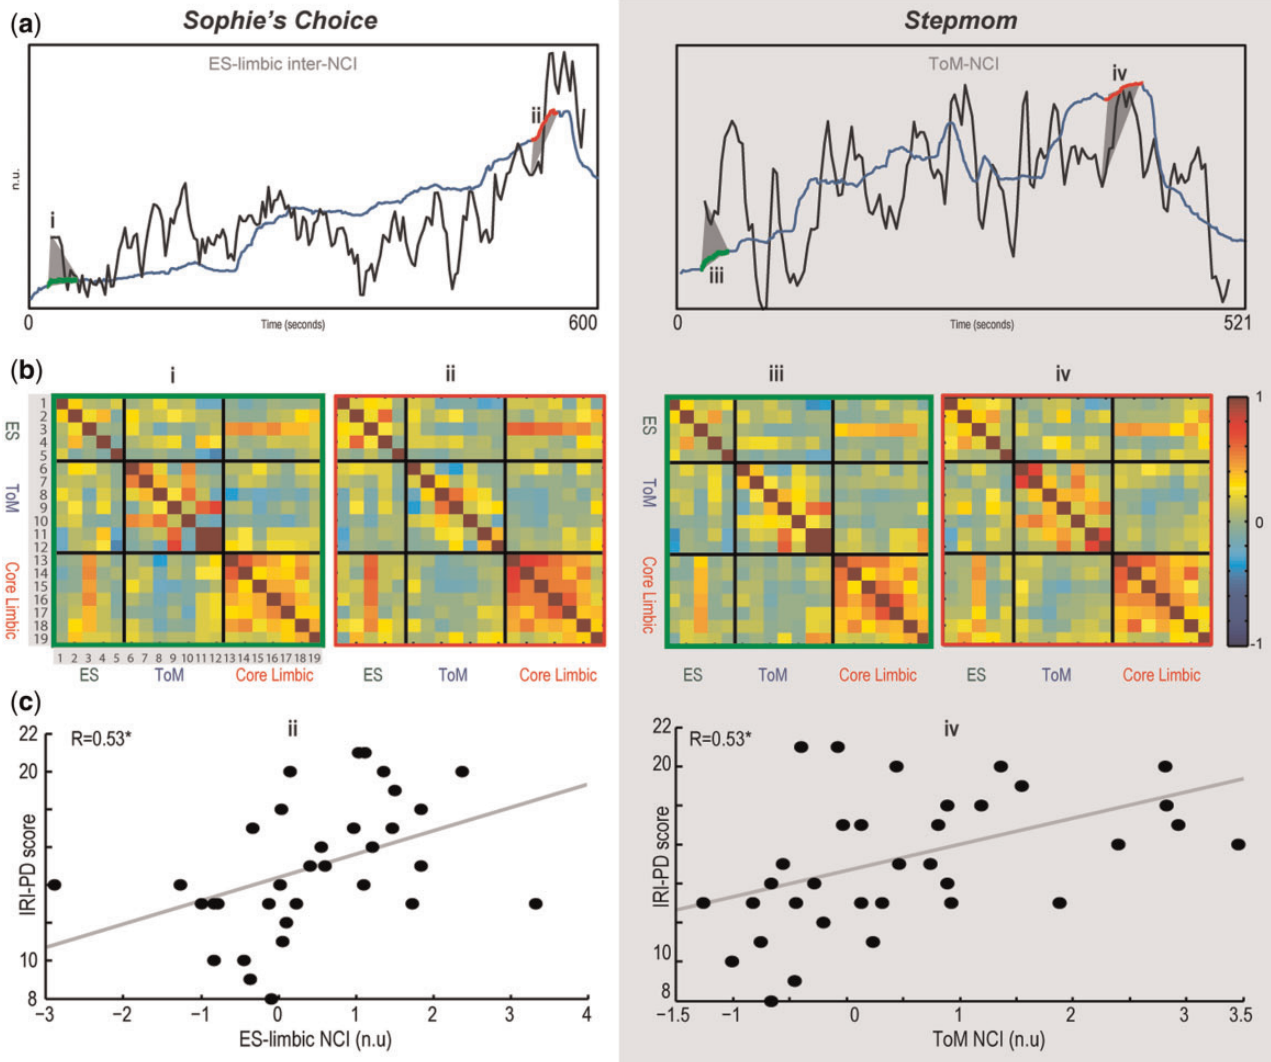 (a)
Sophie's Choice
Stepmom
ES-limbic inter-NCI
ToM-NCI
n.u.
i
ii
iii
iv
0
Time (seconds)
600
0
Time (seconds)
521
(b)
i
ii
iii
iv
ES
ToM
Core Limbic
1
2
3
4
5
6
7
8
9
10
11
12
13
14
15
16
17
18
19
1 2 3 4 5 6 7 8 9 10 11 12 13 14 15 16 17 18 19
ES ToM Core Limbic
ES ToM Core Limbic
ES
ToM
Core Limbic
ES ToM Core Limbic
ES ToM Core Limbic
1
0
-1
(c)
ii
R=0.53*
IRI-PD score
22
20
10
8
−3 −2 −1 0 1 2 3 4
ES-limbic NCI (n.u)
iv
R=0.53*
IRI-PD score
22
20
10
8
−1.5 −1 0 1 2 3 3.5
ToM NCI (n.u)